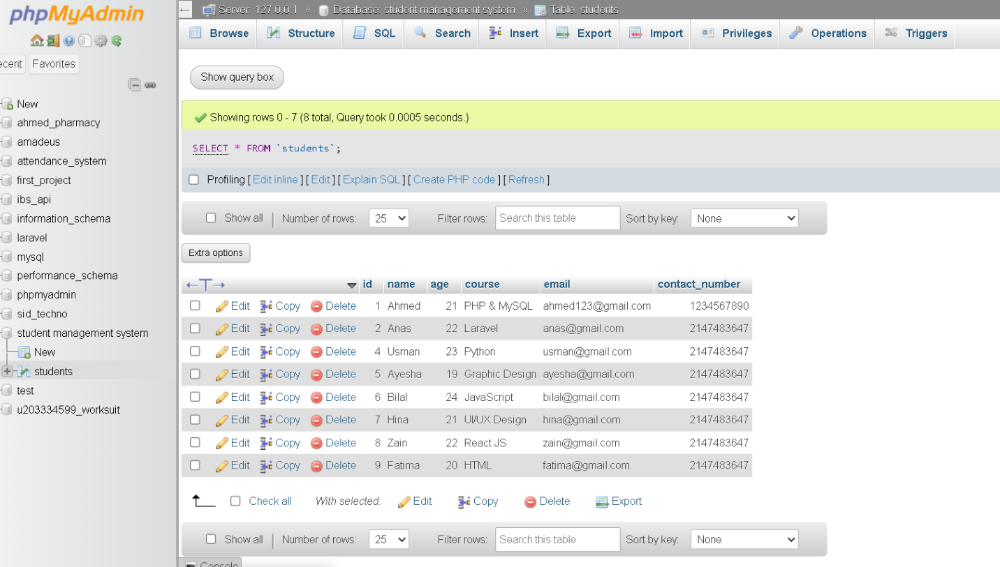 phpMyAdmin
ecent Favorites
New
ahmed_pharmacy
amadeus
attendance_system
first_project
ibs_api
information_schema
laravel
mysql
performance_schema
phpmyadmin
sid_techno
student management system
New
students
test
u203334599_worksuit
← Server: 127.0.0.1 » Database: student management system » Table: students
Browse Structure SQL Search Insert Export Import Privileges Operations Triggers
Show query box
Showing rows 0 - 7 (8 total, Query took 0.0005 seconds.)
SELECT * FROM `students`;
Profiling [ Edit inline ] [ Edit ] [ Explain SQL ] [ Create PHP code ] [ Refresh ]
Show all | Number of rows: 25 Filter rows: Search this table Sort by key: None
Extra options
←T→ id name age course email contact_number
Edit Copy Delete 1 Ahmed 21 PHP & MySQL ahmed123@gmail.com 1234567890
Edit Copy Delete 2 Anas 22 Laravel anas@gmail.com 2147483647
Edit Copy Delete 4 Usman 23 Python usman@gmail.com 2147483647
Edit Copy Delete 5 Ayesha 19 Graphic Design ayesha@gmail.com 2147483647
Edit Copy Delete 6 Bilal 24 JavaScript bilal@gmail.com 2147483647
Edit Copy Delete 7 Hina 21 UI/UX Design hina@gmail.com 2147483647
Edit Copy Delete 8 Zain 22 React JS zain@gmail.com 2147483647
Edit Copy Delete 9 Fatima 20 HTML fatima@gmail.com 2147483647
Check all With selected: Edit Copy Delete Export
Show all | Number of rows: 25 Filter rows: Search this table Sort by key: None
Console